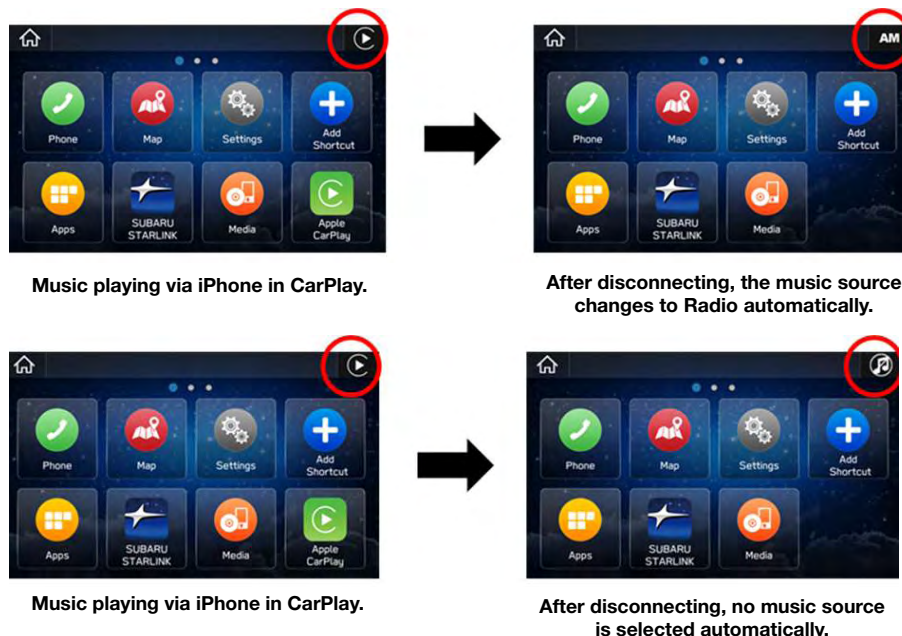 AM
Phone
Map
Settings
Add
Shortcut
Phone
Map
Settings
Add
Shortcut
Apps
SUBARU
STARLINK
Media
Apple
CarPlay
Apps
SUBARU
STARLINK
Media
Music playing via iPhone in CarPlay.
After disconnecting, the music source
changes to Radio automatically.
Phone
Map
Settings
Add
Shortcut
Phone
Map
Settings
Add
Shortcut
Apps
SUBARU
STARLINK
Media
Apple
CarPlay
Apps
SUBARU
STARLINK
Media
Music playing via iPhone in CarPlay.
After disconnecting, no music source
is selected automatically.